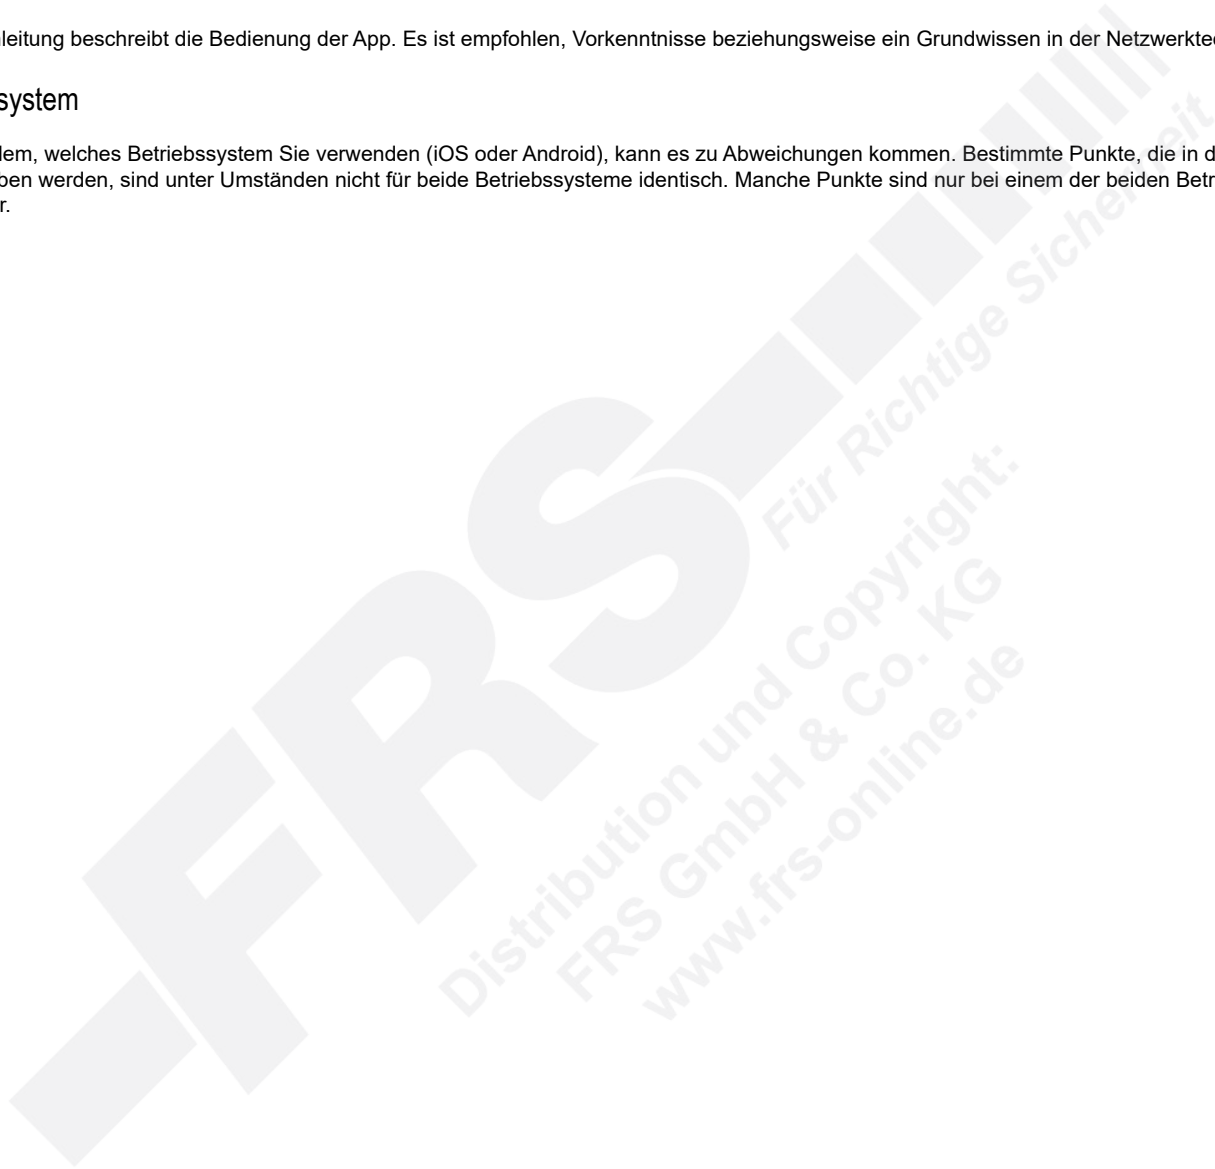 leitung beschreibt die Bedienung der App. Es ist empfohlen, Vorkenntnisse beziehungsweise ein Grundwissen in der Netzwerkte
system
lem, welches Betriebssystem Sie verwenden (iOS oder Android), kann es zu Abweichungen kommen. Bestimmte Punkte, die in d
ben werden, sind unter Umständen nicht für beide Betriebssysteme identisch. Manche Punkte sind nur bei einem der beiden Betr
r.
FRS
Für Richtige Sicherheit
Distribution und Copyright:
FRS GmbH & Co. KG
www.frs-online.de